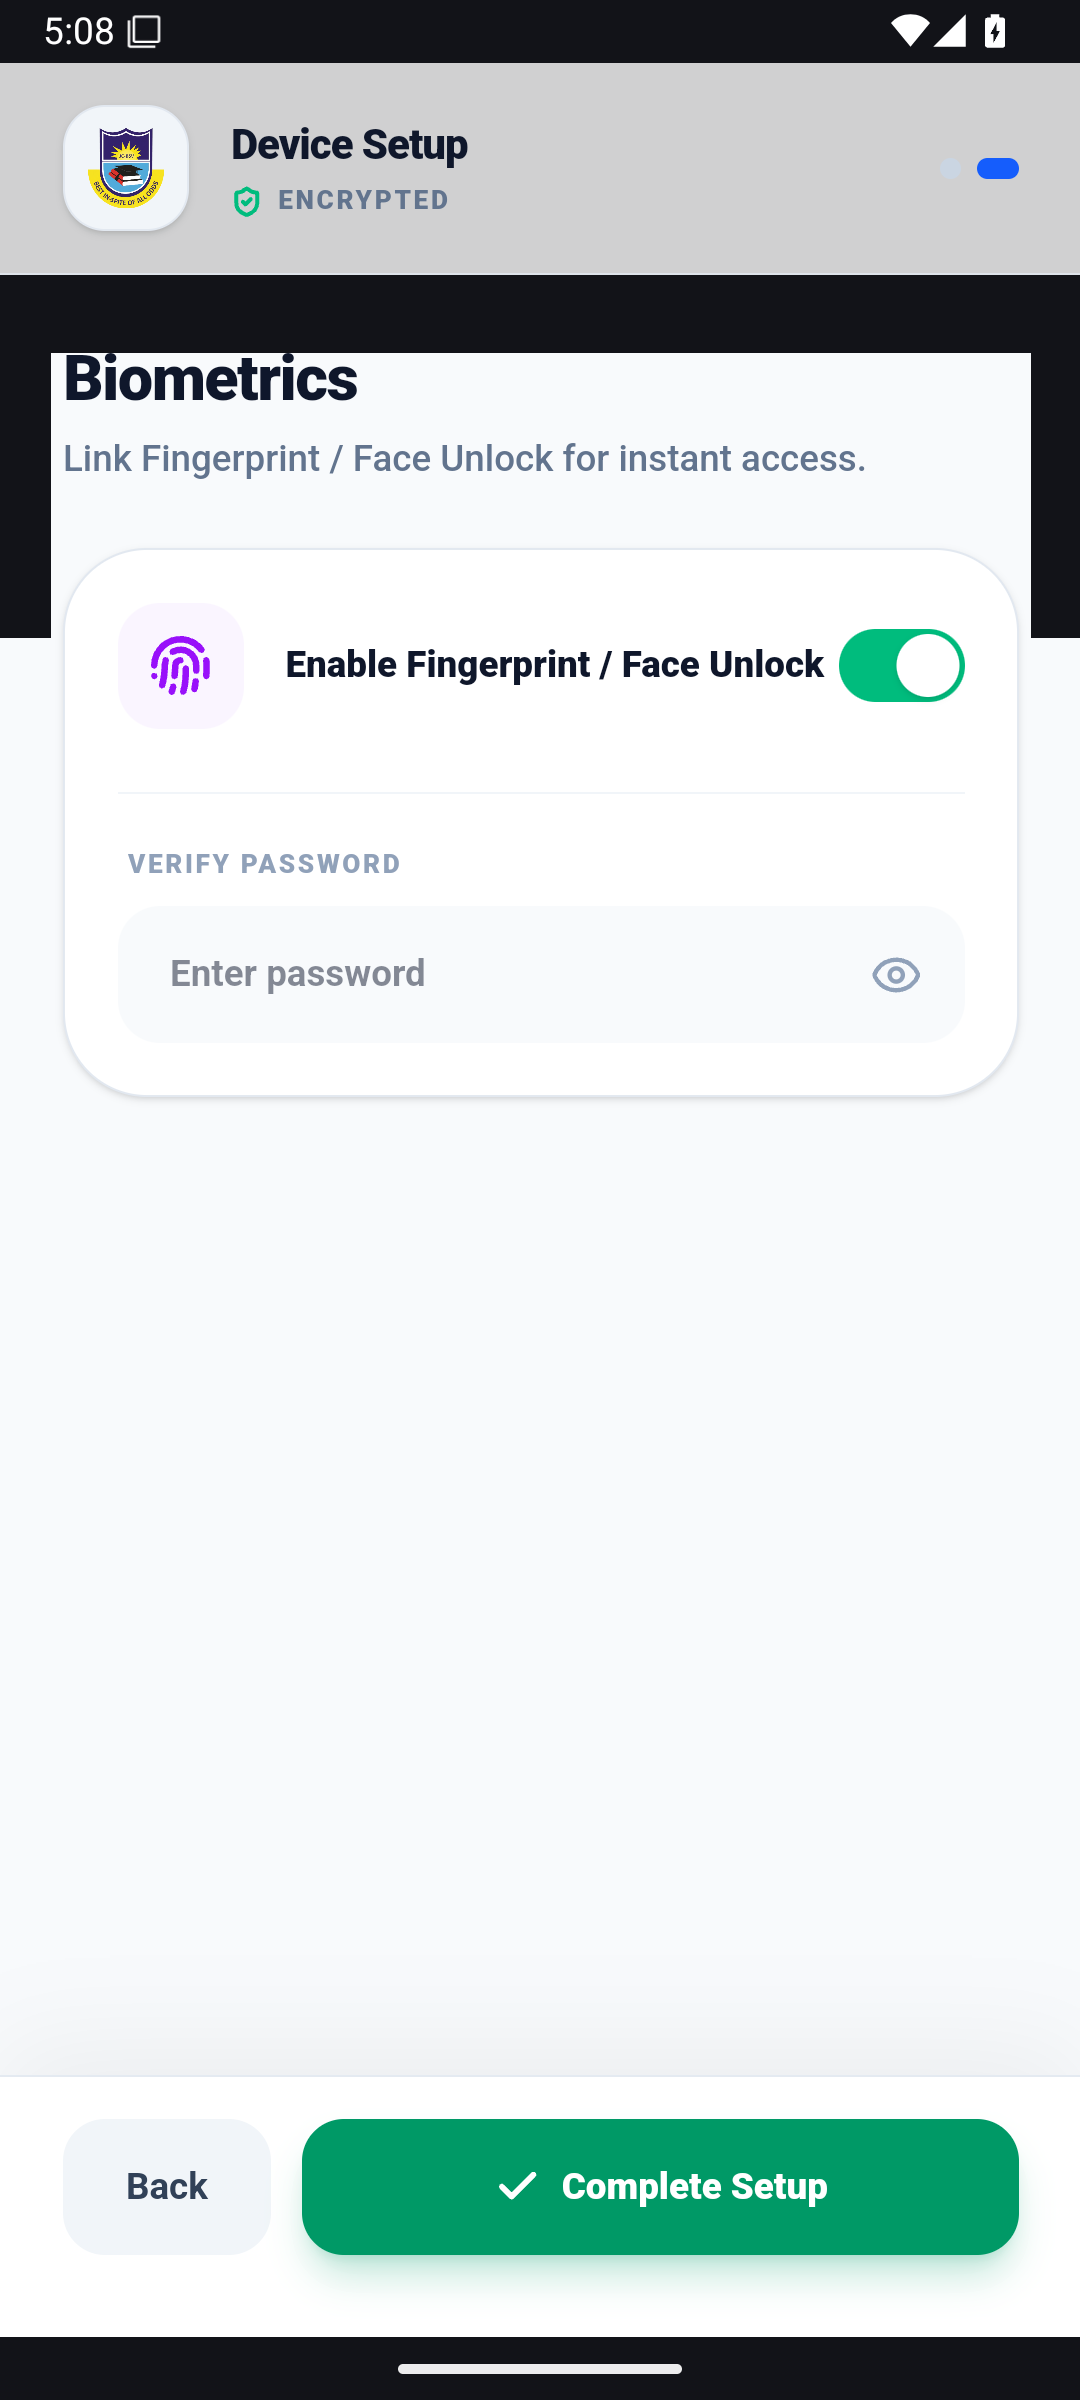 5:08
Device Setup
ENCRYPTED
Biometrics
Link Fingerprint / Face Unlock for instant access.
Enable Fingerprint / Face Unlock
VERIFY PASSWORD
Enter password
Back
Complete Setup